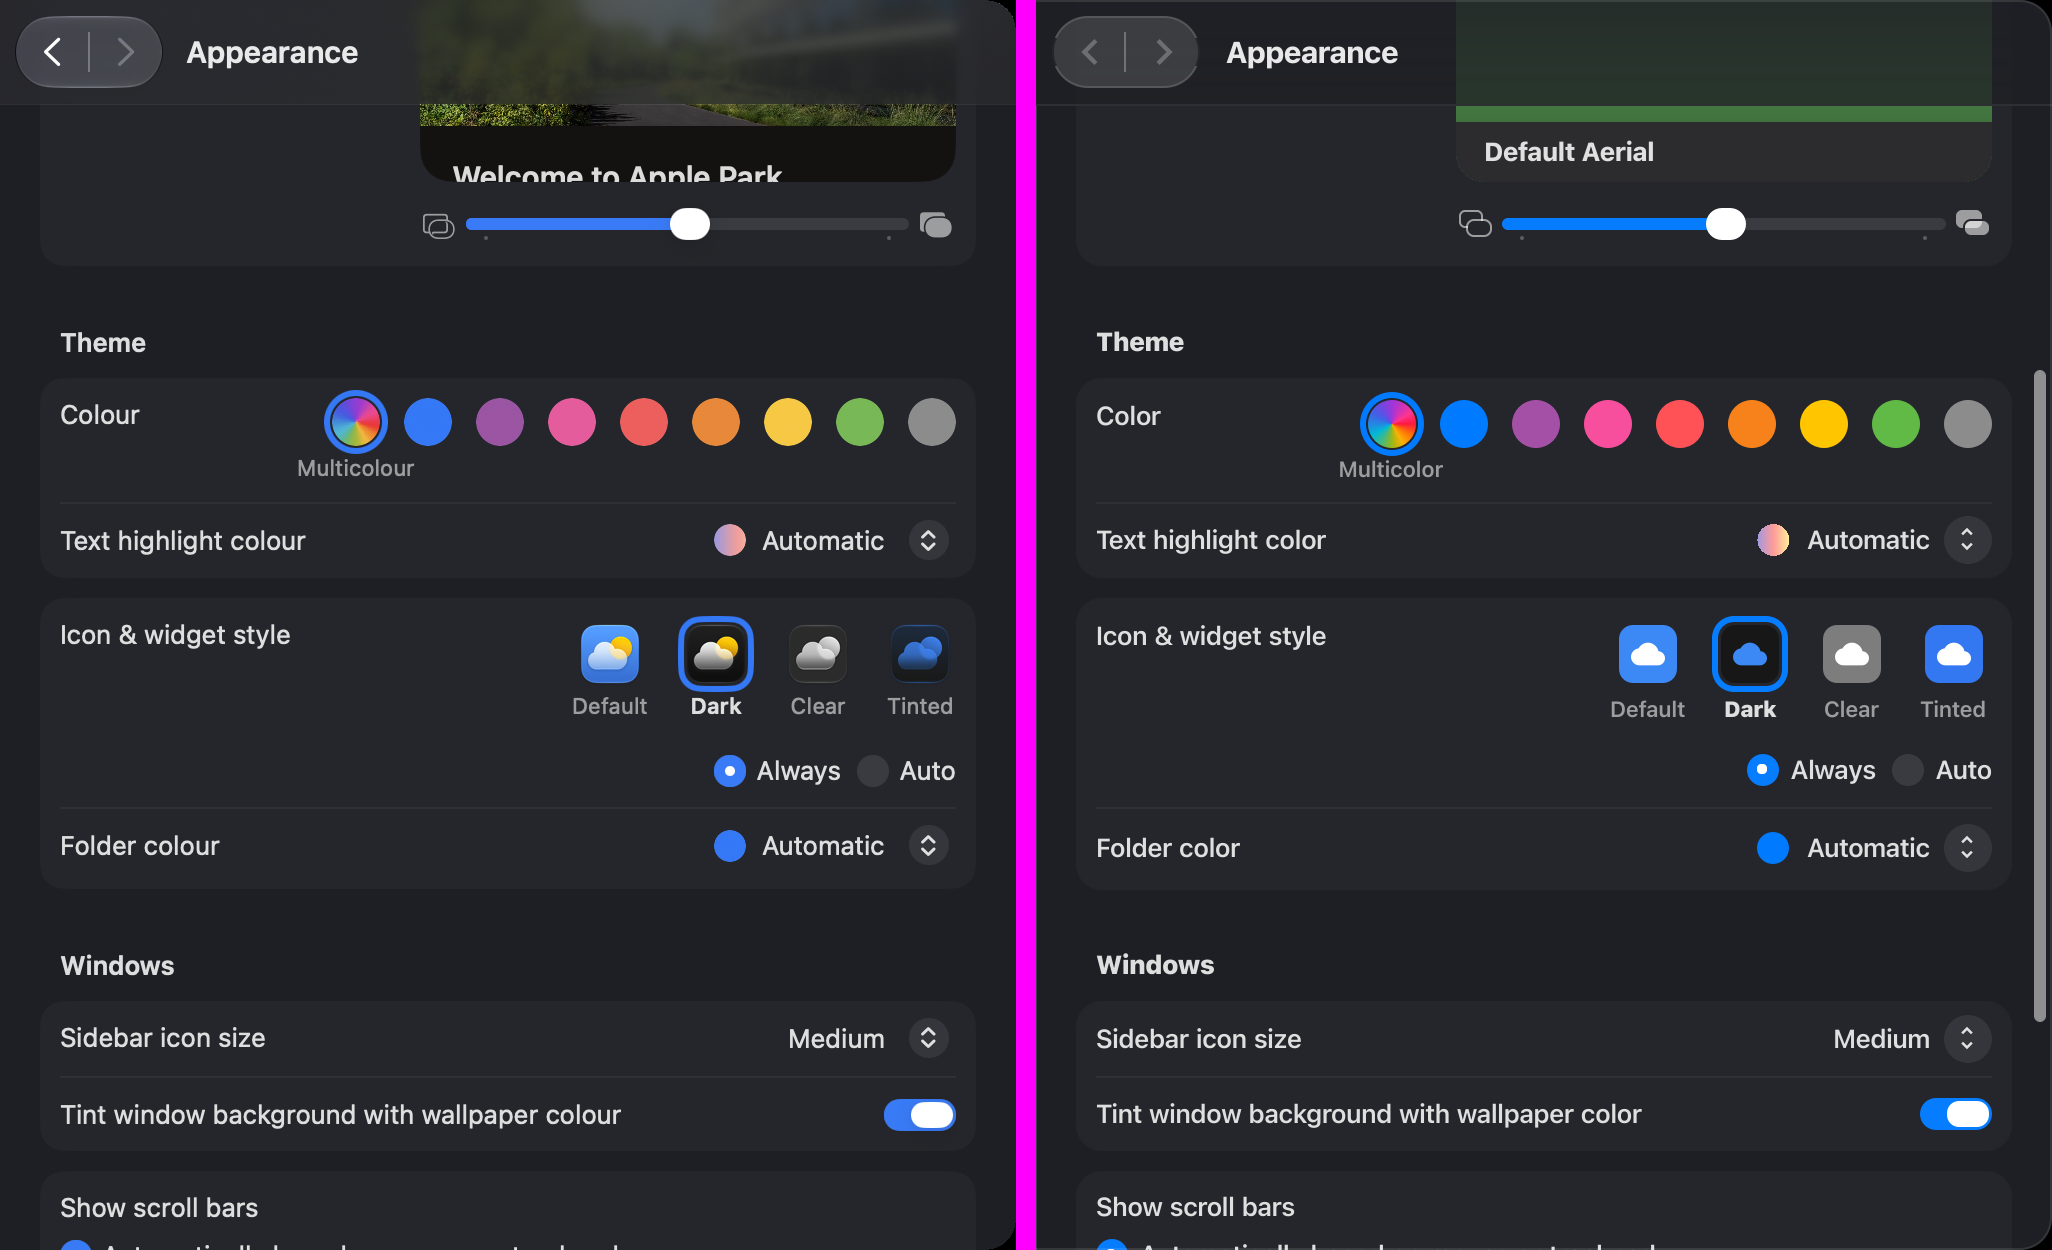 Appearance
Welcome to Apple Park
Theme
Colour
Multicolour
Text highlight colour
Automatic
Icon & widget style
Default
Dark
Clear
Tinted
Always
Auto
Folder colour
Automatic
Windows
Sidebar icon size
Medium
Tint window background with wallpaper colour
Show scroll bars
Appearance
Default Aerial
Theme
Color
Multicolor
Text highlight color
Automatic
Icon & widget style
Default
Dark
Clear
Tinted
Always
Auto
Folder color
Automatic
Windows
Sidebar icon size
Medium
Tint window background with wallpaper color
Show scroll bars